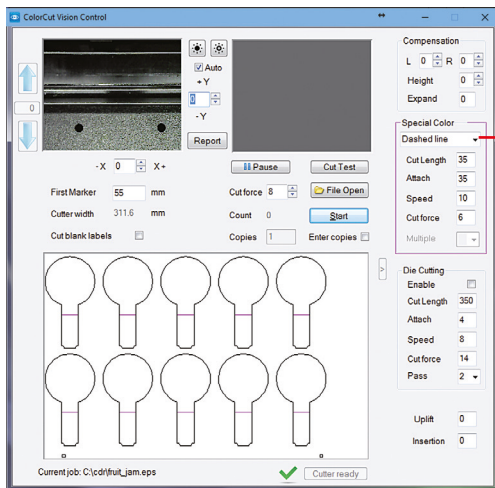 ColorCut Vision Control
Auto
+ Y
0
- Y
Report
0
- X 0 X +
First Marker 55 mm
Cutter width 311.6 mm
Cut blank labels
Pause
Cut Test
Cut force 8
File Open
Count 0
Start
Copies 1
Enter copies
Compensation
L 0 R 0
Height 0
Expand 0
Special Color
Dashed line
Cut Length 35
Attach 35
Speed 10
Cut force 6
Multiple
>
Die Cutting
Enable
Cut Length 350
Attach 4
Speed 8
Cut force 14
Pass 2
Uplift 0
Insertion 0
Current job: C:\cdr\fruit_jam.eps
Cutter ready